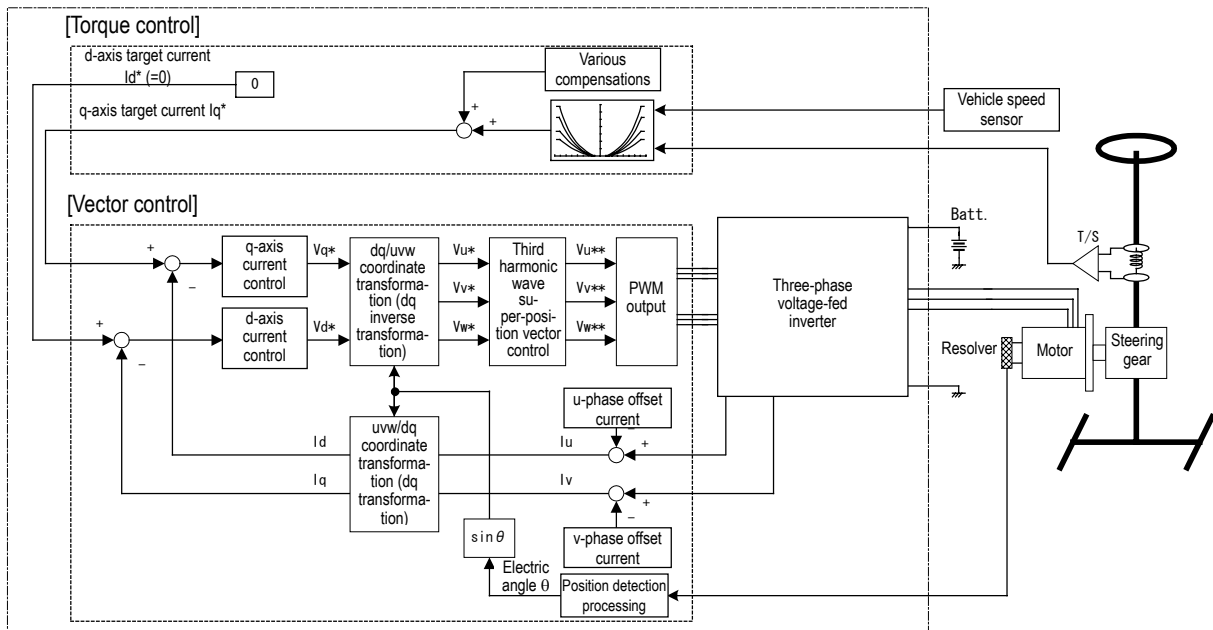 [Torque control]
d-axis target current
Id* (=0)
0
q-axis target current Iq*
Various
compensations
+
+
Vehicle speed
sensor
[Vector control]
+
−
+
−
q-axis
current
control
d-axis
current
control
Vq*
Vd*
dq/uvw
coordinate
transforma-
tion (dq
inverse
transforma-
tion)
Vu*
Vv*
Vw*
Third
harmonic
wave
su-
per-position
vector
control
Vu**
Vv**
Vw**
PWM
output
Three-phase
voltage-fed
inverter
Batt.
T/S
Resolver
Motor
Steering
gear
u-phase offset
current
−
+
Id
Iq
uvw/dq
coordinate
transforma-
tion (dq
transforma-
tion)
Iu
Iv
+
−
v-phase offset
current
sinθ
Electric
angle θ
Position detection
processing